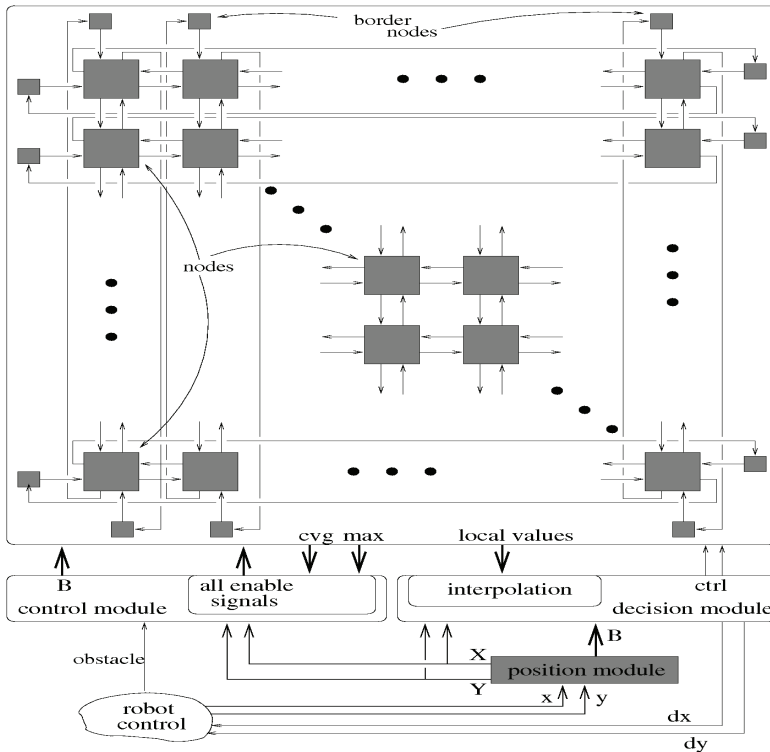 border
nodes
nodes
cvg max
local values
B
control module
all enable
signals
interpolation
ctrl
decision module
B
X
Y
position module
obstacle
x
y
robot
control
dx
dy